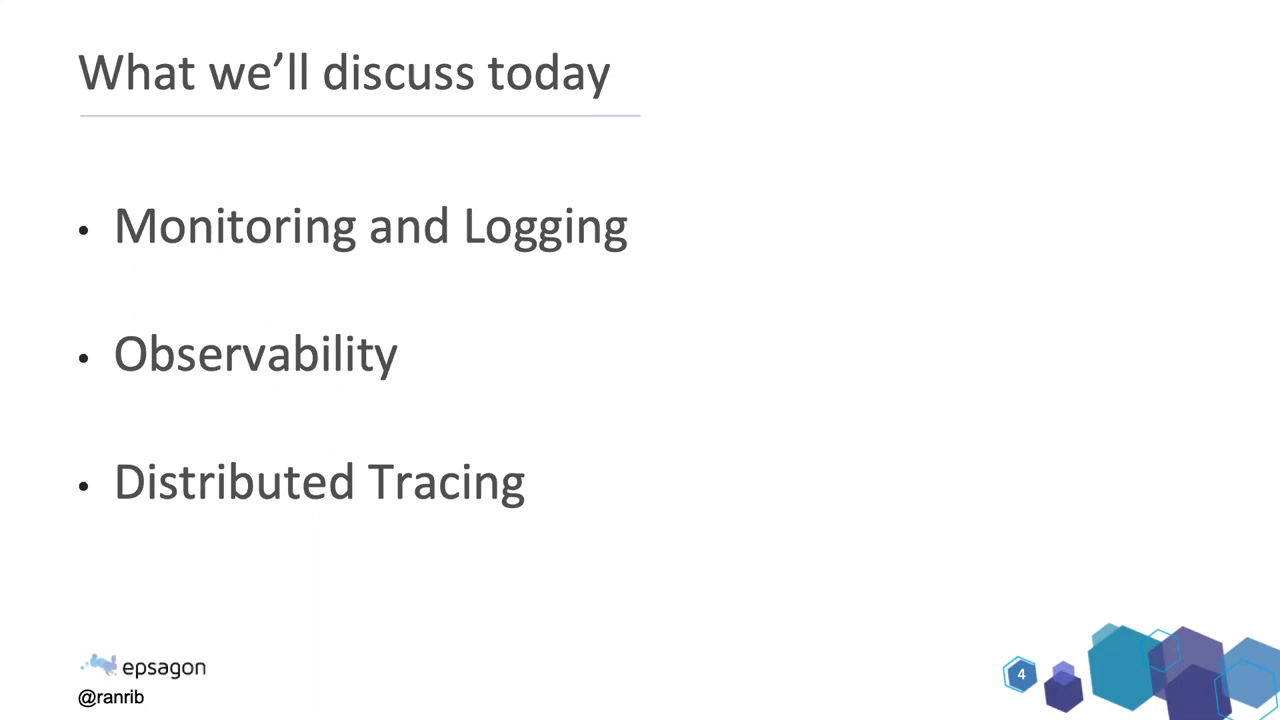 What we’ll discuss today
• Monitoring and Logging
• Observability
• Distributed Tracing
epsagon
@ranrib
4